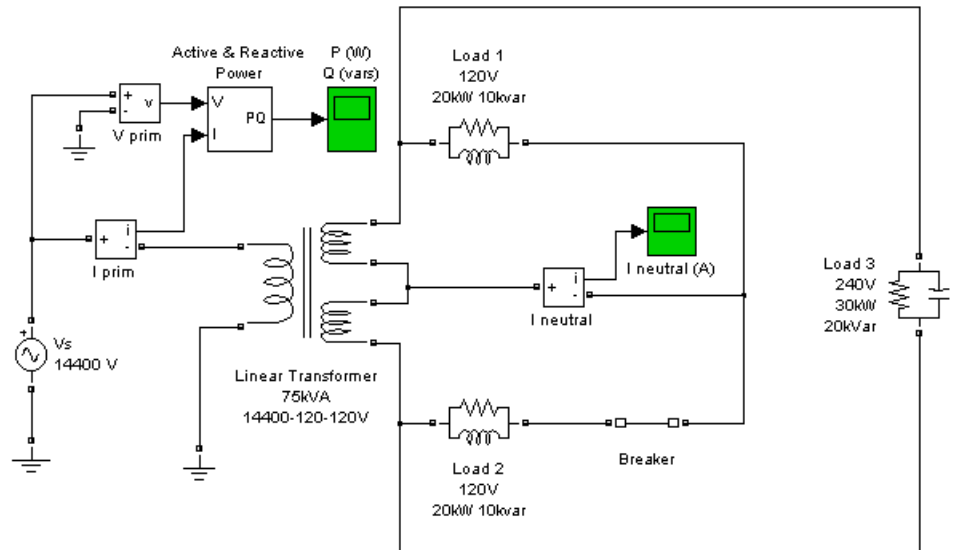 Active & Reactive
Power
P (W)
Q (vars)
Load 1
120V
20kW 10kvar
+
-
v
V
I
PQ
V prim
+
i
-
I prim
I neutral (A)
+
i
-
I neutral
Load 3
240V
30kW
20kVar
+
Vs
14400 V
Linear Transformer
75kVA
14400-120-120V
Breaker
Load 2
120V
20kW 10kvar